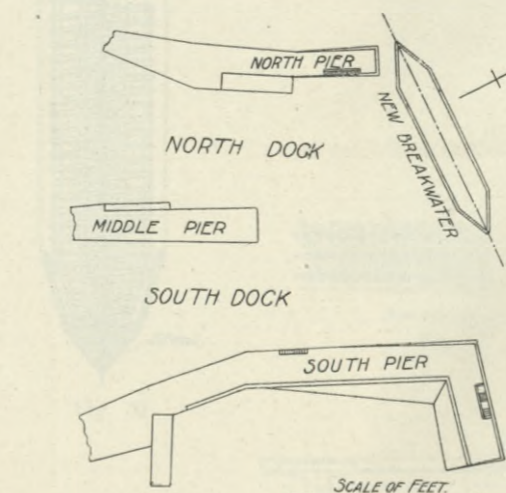 NORTH PIER
NEW BREAKWATER
NORTH DOCK
MIDDLE PIER
SOUTH DOCK
SOUTH PIER
SCALE OF FEET.